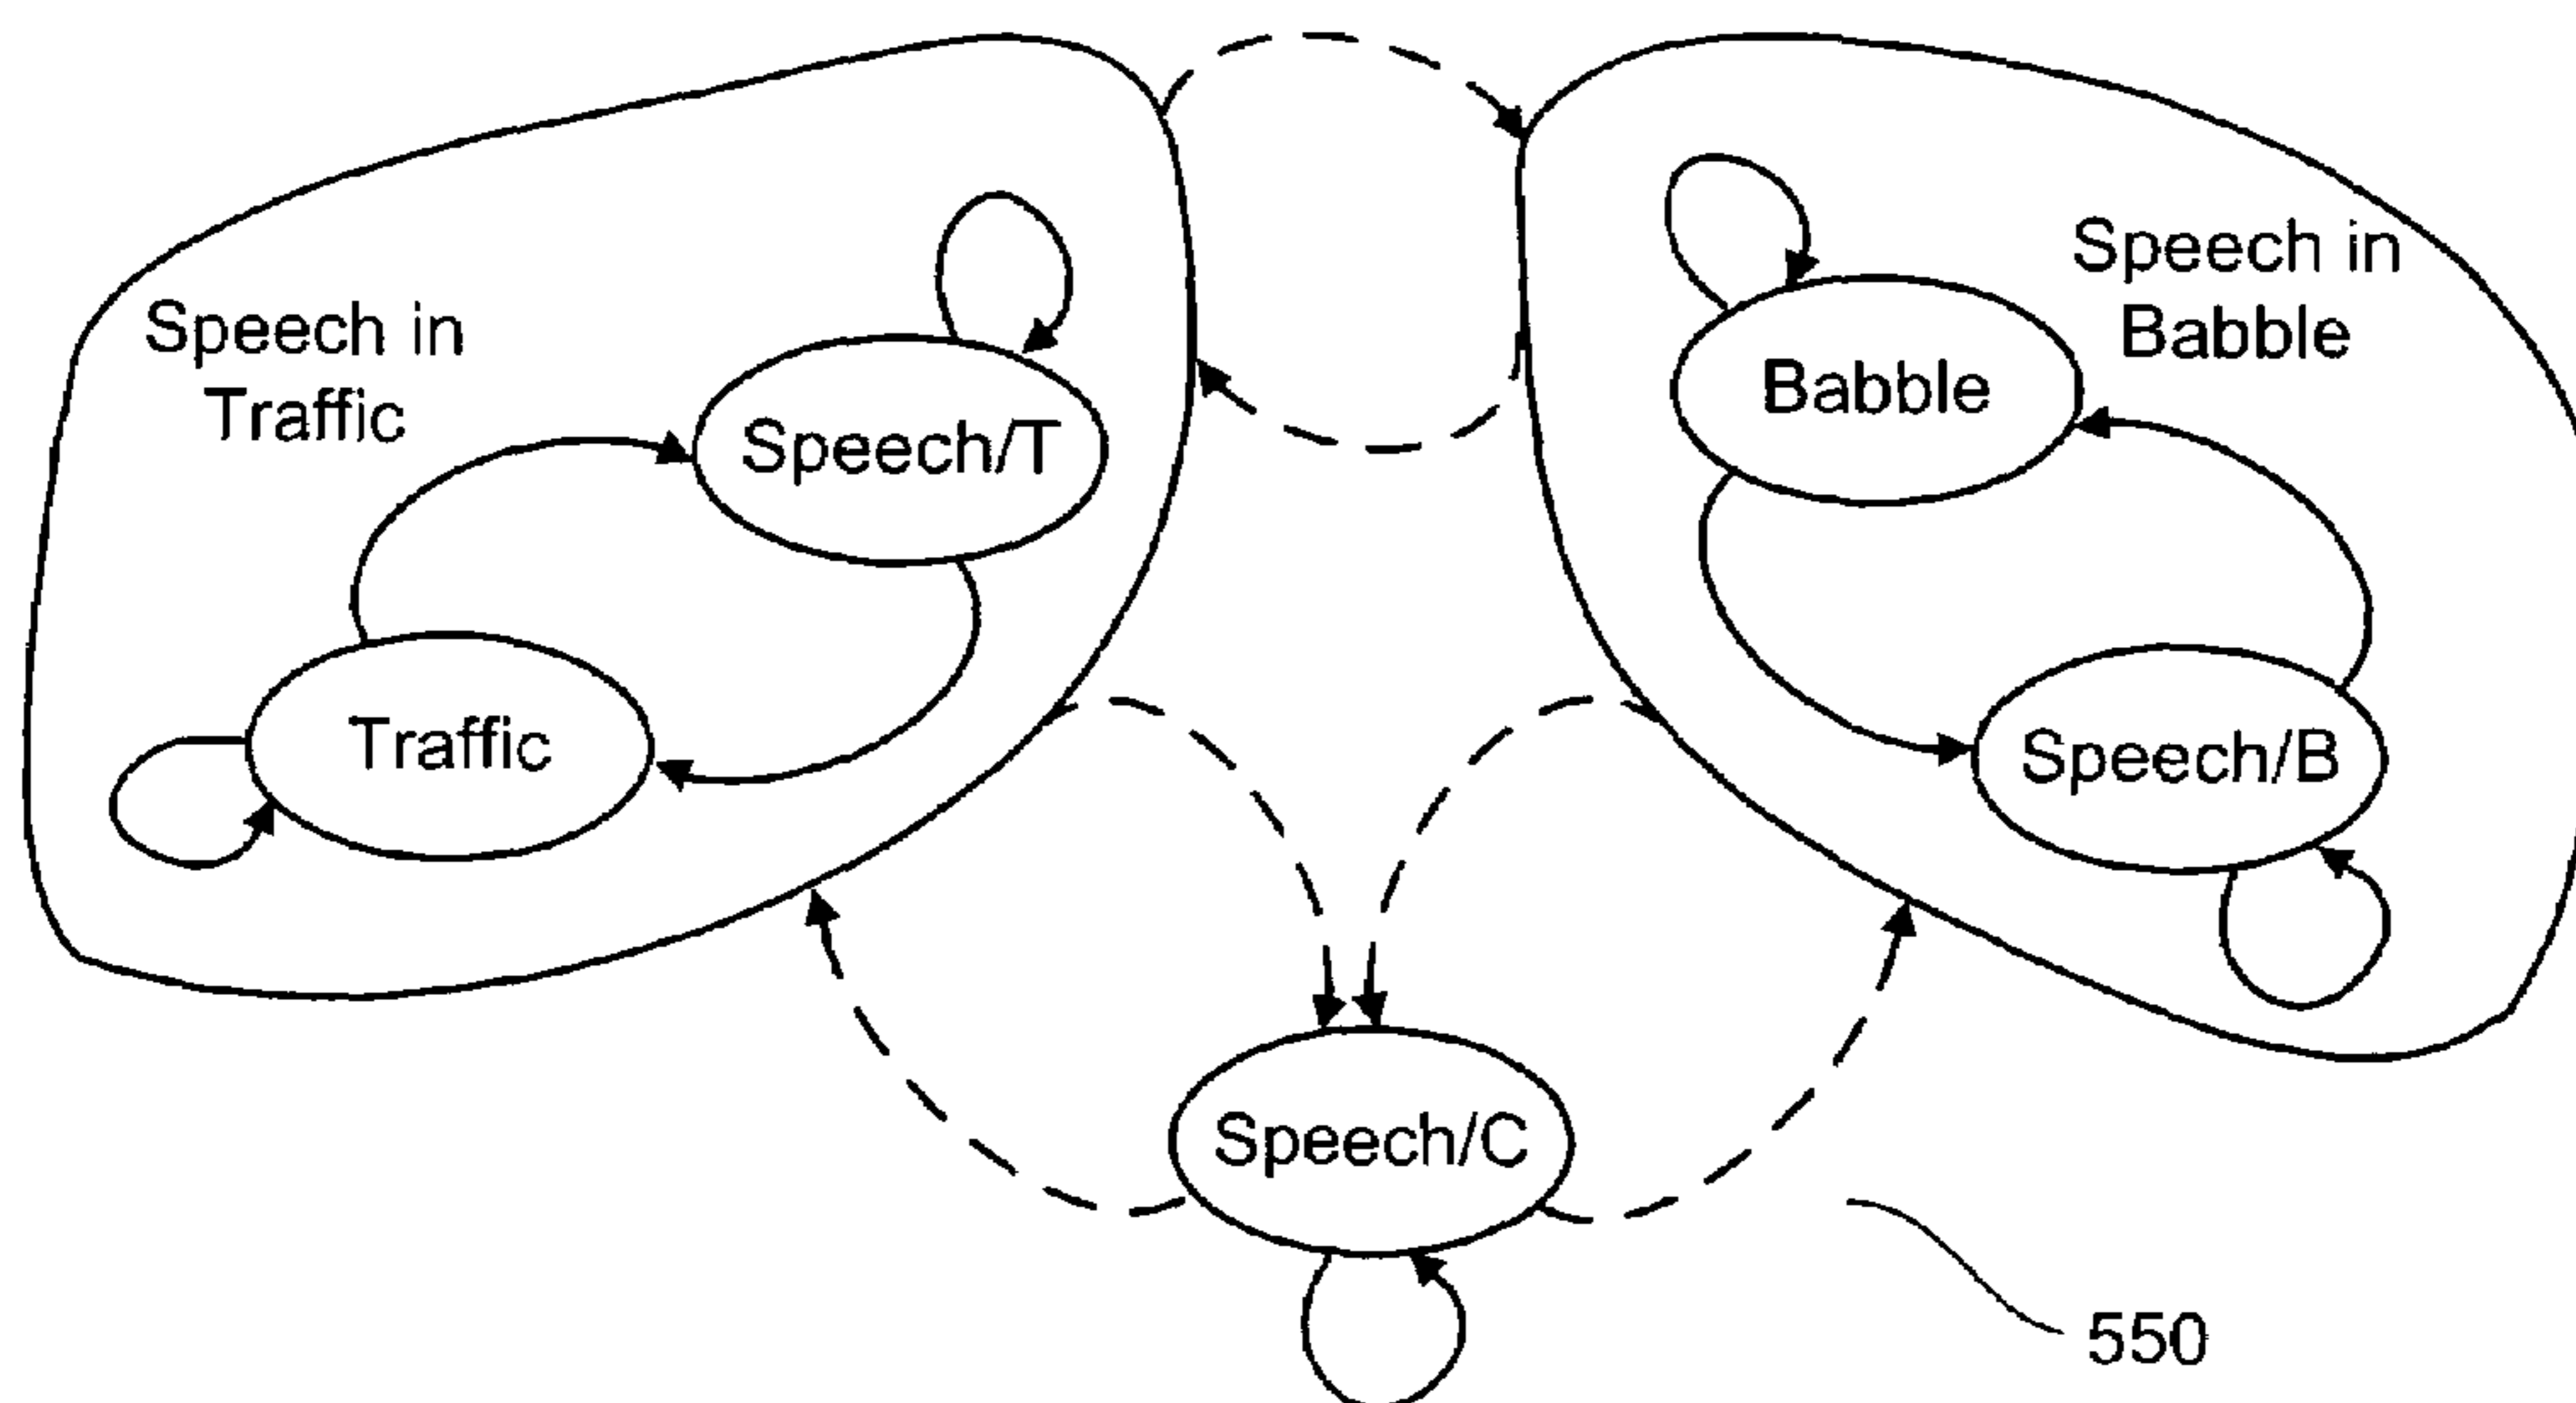 Speech in
Traffic
Speech/T
Traffic
Speech in
Babble
Babble
Speech/B
Speech/C
550